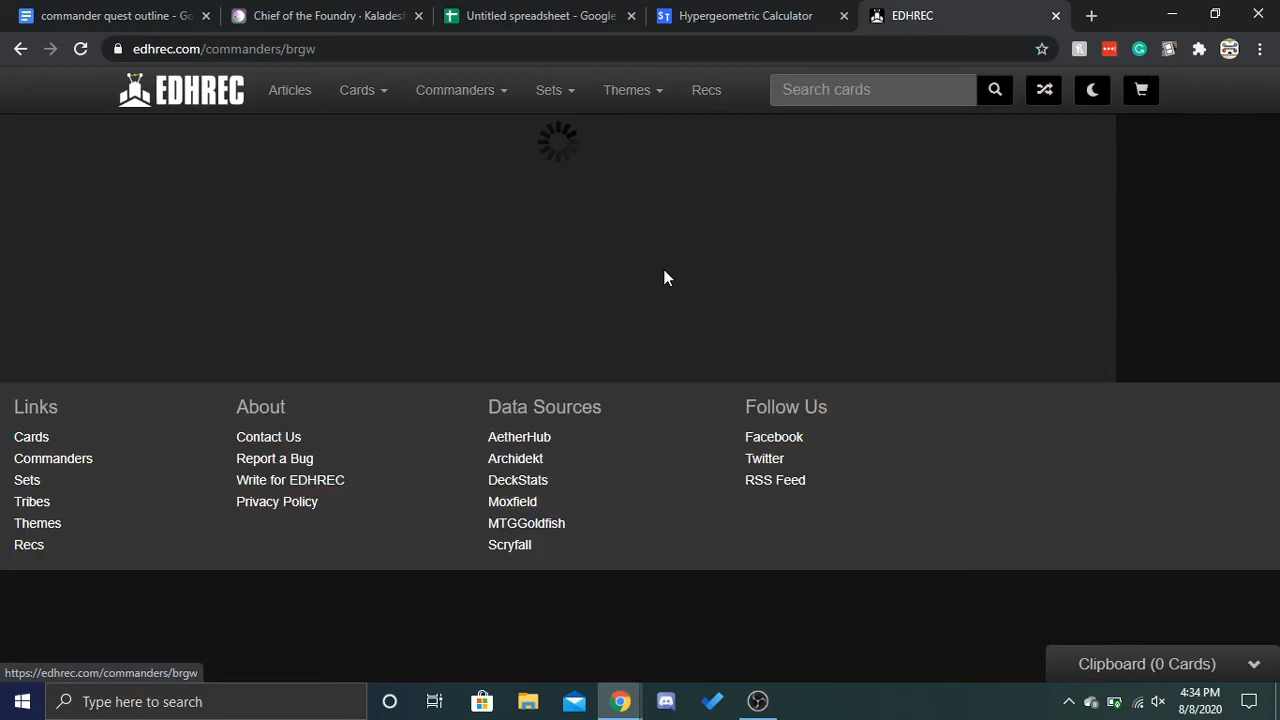 commander quest outline - Go
Chief of the Foundry · Kalades
Untitled spreadsheet - Google
Hypergeometric Calculator
EDHREC
edhrec.com/commanders/brgw
EDHREC
Articles
Cards
Commanders
Sets
Themes
Recs
Search cards
Links
About
Data Sources
Follow Us
Cards
Contact Us
AetherHub
Facebook
Commanders
Report a Bug
Archidekt
Twitter
Sets
Write for EDHREC
DeckStats
RSS Feed
Tribes
Privacy Policy
Moxfield
Themes
MTGGoldfish
Recs
Scryfall
Clipboard (0 Cards)
https://edhrec.com/commanders/brgw
Type here to search
4:34 PM
8/8/2020